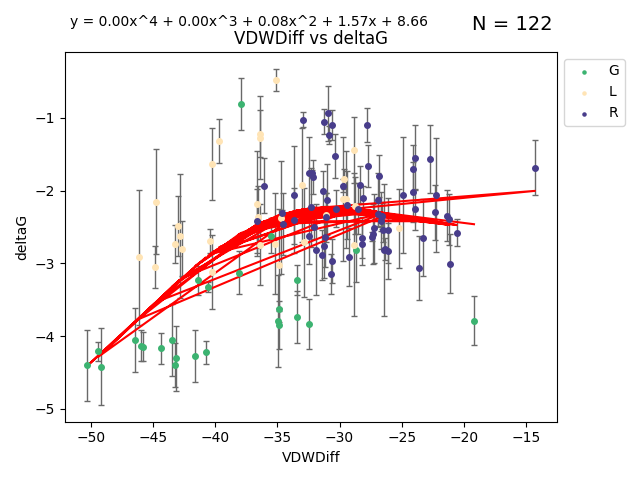 y = 0.00x^4 + 0.00x^3 + 0.08x^2 + 1.57x + 8.66
N = 122
VDWDiff vs deltaG
G
L
R
deltaG
−1
−2
−3
−4
−5
−50
−45
−40
−35
−30
−25
−20
−15
VDWDiff